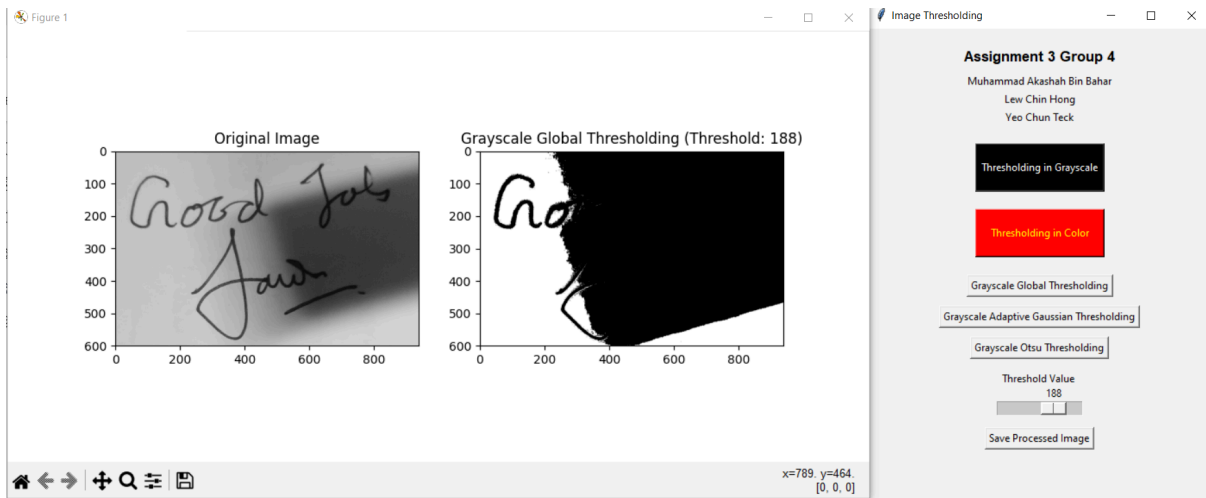 Figure 1
Original Image
Grayscale Global Thresholding (Threshold: 188)
0
100
200
300
400
500
600
0
200
400
600
800
Good Job
0
100
200
300
400
500
600
0
200
400
600
800
Goo
x=789. y=464.
[0, 0, 0]
Image Thresholding
Assignment 3 Group 4
Muhammad Akashah Bin Bahar
Lew Chin Hong
Yeo Chun Teck
Thresholding in Grayscale
Thresholding in Color
Grayscale Global Thresholding
Grayscale Adaptive Gaussian Thresholding
Grayscale Otsu Thresholding
Threshold Value
188
Save Processed Image